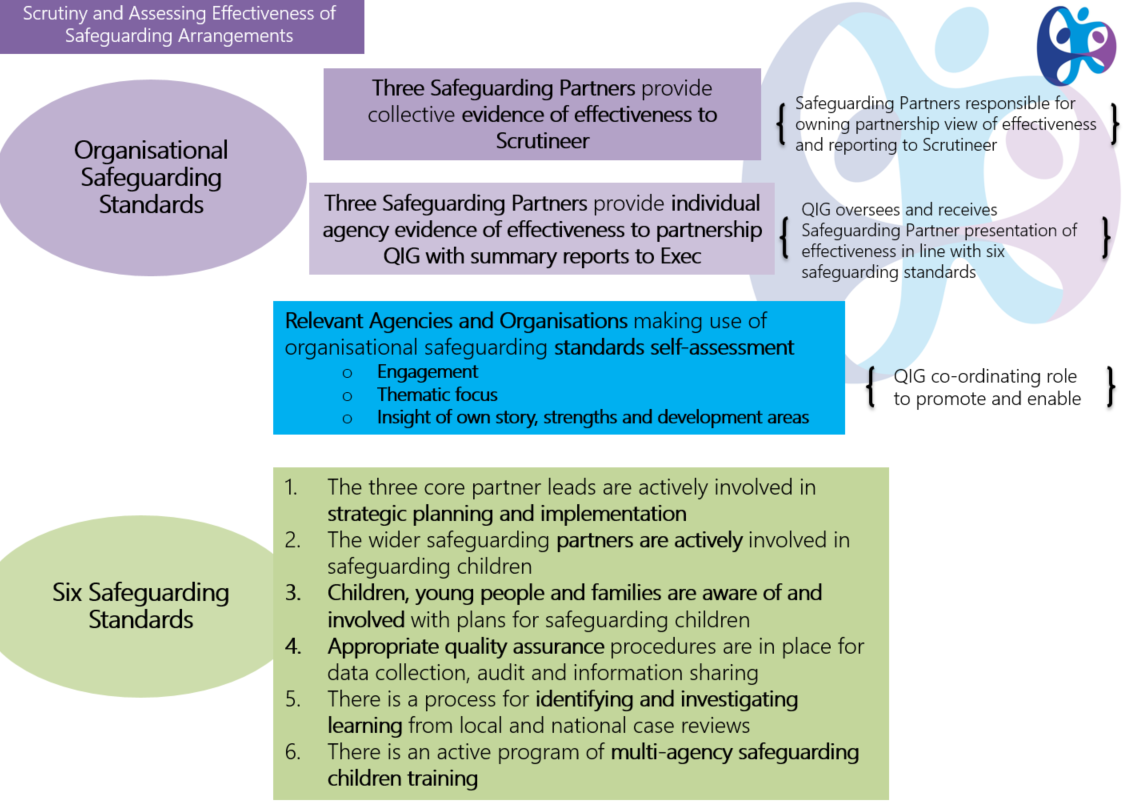 Scrutiny and Assessing Effectiveness of
Safeguarding Arrangements
Organisational
Safeguarding
Standards
Three Safeguarding Partners provide
collective evidence of effectiveness to
Scrutineer
{ Safeguarding Partners responsible for
owning partnership view of effectiveness
and reporting to Scrutineer }
Three Safeguarding Partners provide individual
agency evidence of effectiveness to partnership
QIG with summary reports to Exec
{ QIG oversees and receives
Safeguarding Partner presentation of
effectiveness in line with six
safeguarding standards }
Relevant Agencies and Organisations making use of
organisational safeguarding standards self-assessment
o Engagement
o Thematic focus
o Insight of own story, strengths and development areas
{ QIG co-ordinating role
to promote and enable }
Six Safeguarding
Standards
1. The three core partner leads are actively involved in
strategic planning and implementation
2. The wider safeguarding partners are actively involved in
safeguarding children
3. Children, young people and families are aware of and
involved with plans for safeguarding children
4. Appropriate quality assurance procedures are in place for
data collection, audit and information sharing
5. There is a process for identifying and investigating
learning from local and national case reviews
6. There is an active program of multi-agency safeguarding
children training